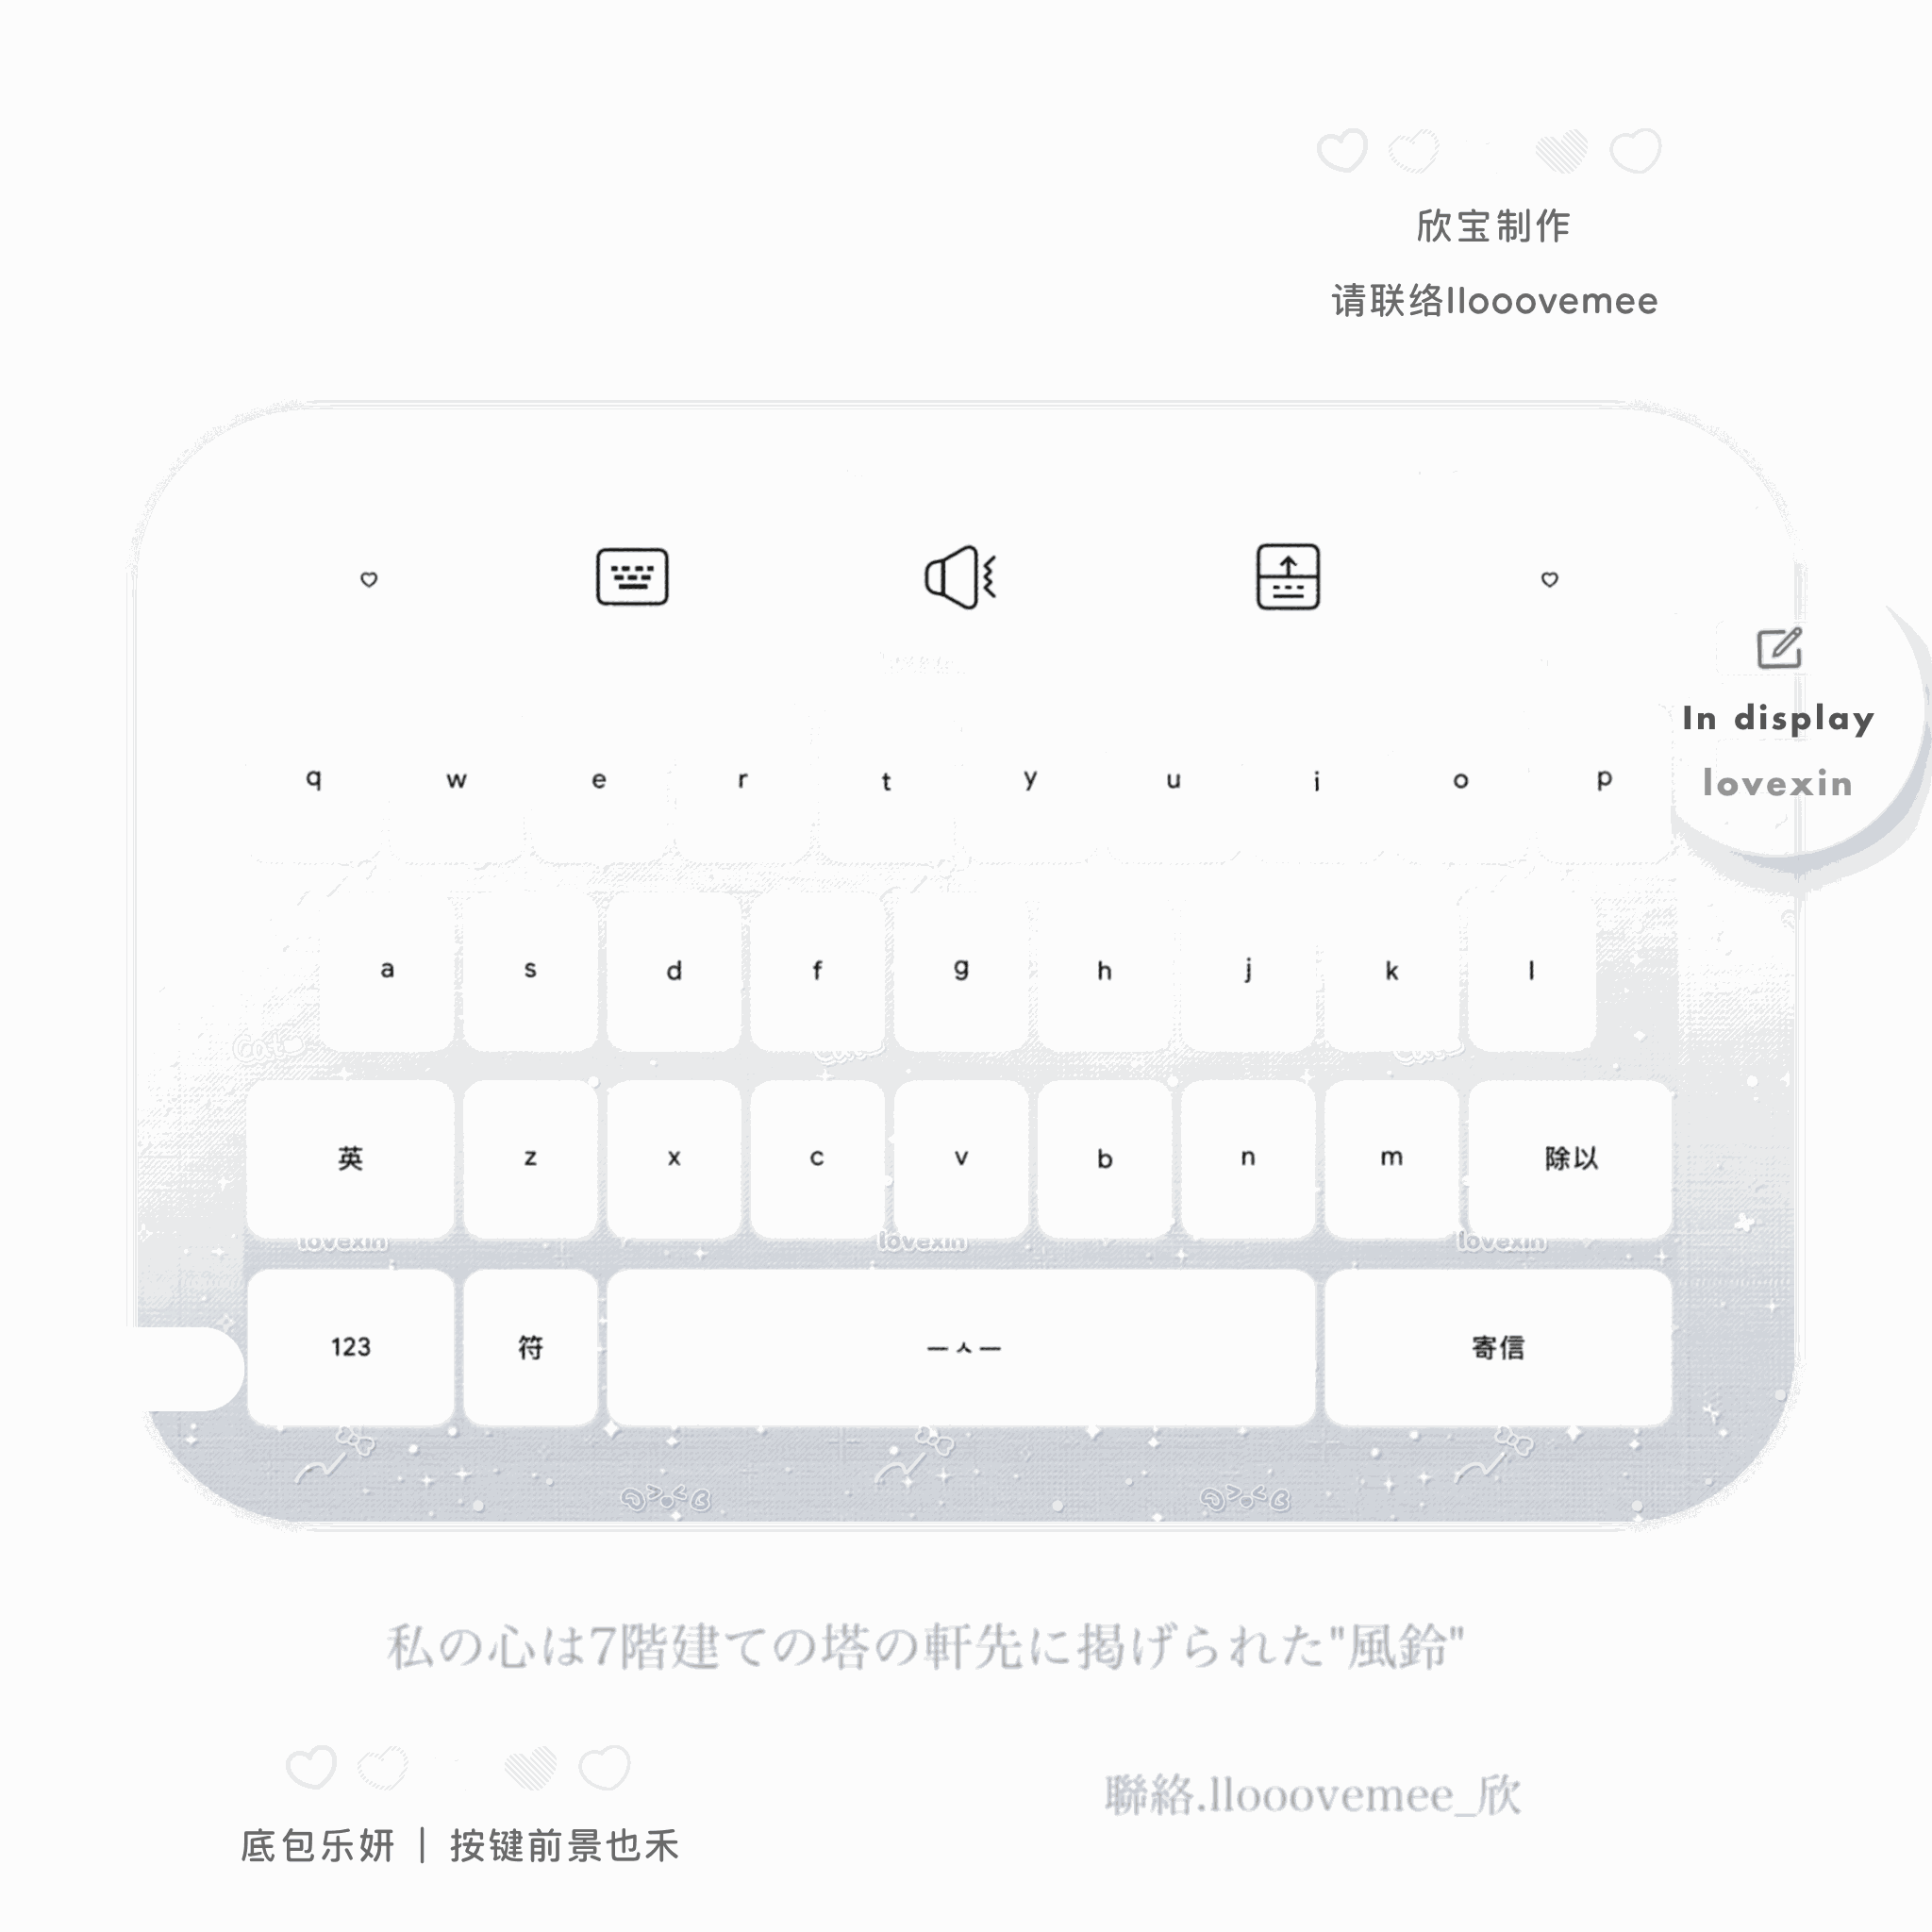 欣宝制作
请联络llooovemee
In display
lovexin
q w e r t y u i o p
a s d f g h j k l
英 z x c v b n m 除以
lovexin lovexin lovexin
123 符 寄信
私の心は7階建ての塔の軒先に掲げられた"風鈴"
聯絡.llooovemee_欣
底包乐妍 | 按键前景也禾